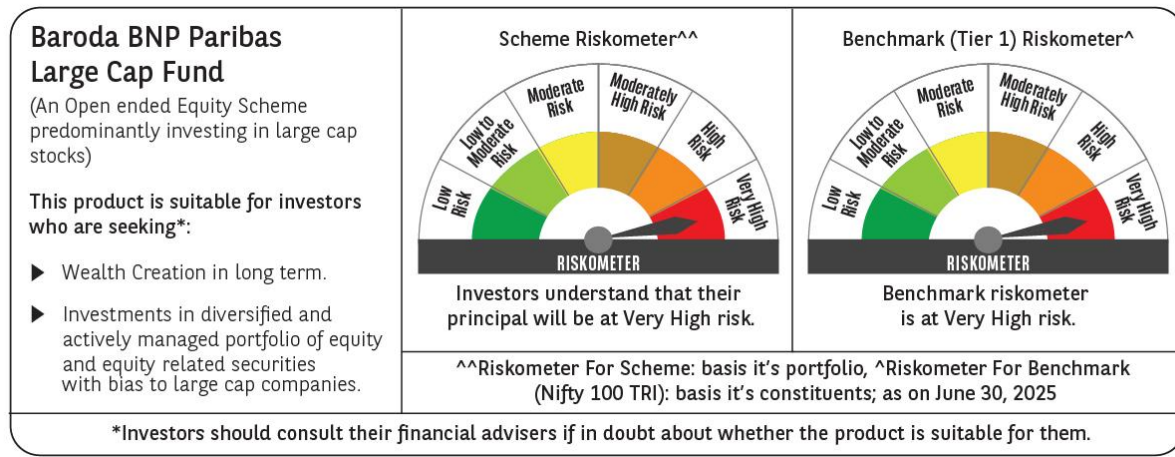 Baroda BNP Paribas
Large Cap Fund
(An Open ended Equity Scheme
predominantly investing in large cap
stocks)
This product is suitable for investors
who are seeking*:
▶ Wealth Creation in long term.
▶ Investments in diversified and
actively managed portfolio of equity
and equity related securities
with bias to large cap companies.
Scheme Riskometer^^
Low
Risk
Low to
Moderate
Risk
Moderate
Risk
Moderately
High Risk
High
Risk
Very High
Risk
RISKOMETER
Investors understand that their
principal will be at Very High risk.
Benchmark (Tier 1) Riskometer^
Low
Risk
Low to
Moderate
Risk
Moderate
Risk
Moderately
High Risk
High
Risk
Very High
Risk
RISKOMETER
Benchmark riskometer
is at Very High risk.
^^Riskometer For Scheme: basis it's portfolio, ^Riskometer For Benchmark
(Nifty 100 TRI): basis it's constituents; as on June 30, 2025
*Investors should consult their financial advisers if in doubt about whether the product is suitable for them.